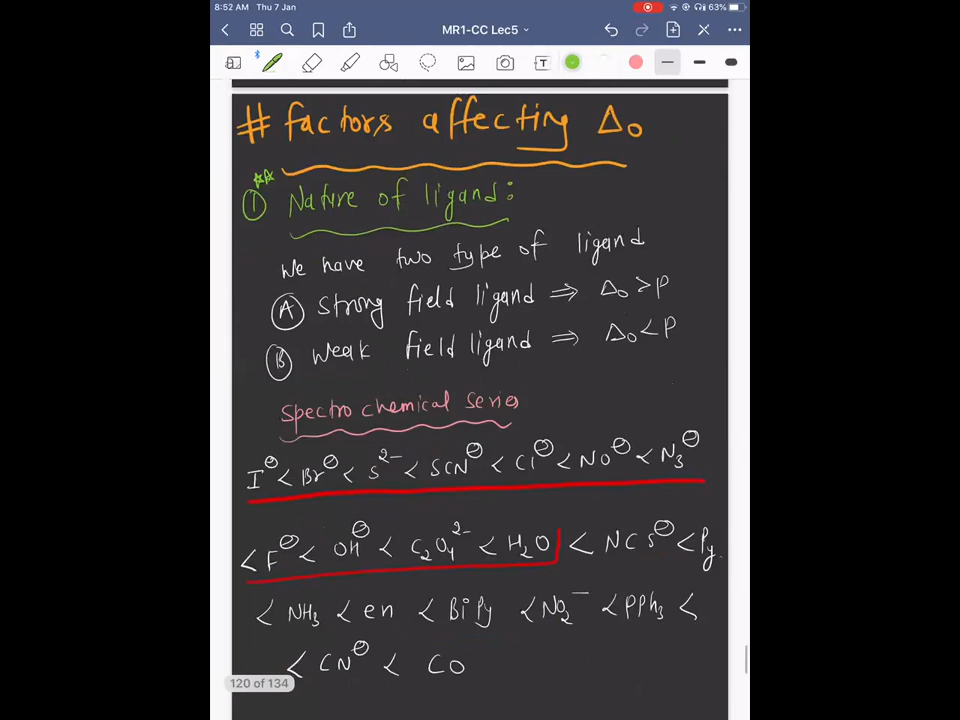 8:52 AM Thu 7 Jan 63%
MR1-CC Lec5
# factors affecting Δo
① Nature of ligand:
We have two type of ligand
Ⓐ Strong field ligand ⇒ Δo > P
Ⓑ Weak field ligand ⇒ Δo < P
Spectro chemical series
I⊖ < Br⊖ < S²⁻ < SCN⊖ < Cl⊖ < NO⊖ < N₃⊖
< F⊖ < OH⊖ < C₂O₄²⁻ < H₂O < NCS⊖ < Py
< NH₃ < en < BiPy < NO₂⁻ < PPh₃ <
< CN⊖ < CO
120 of 134